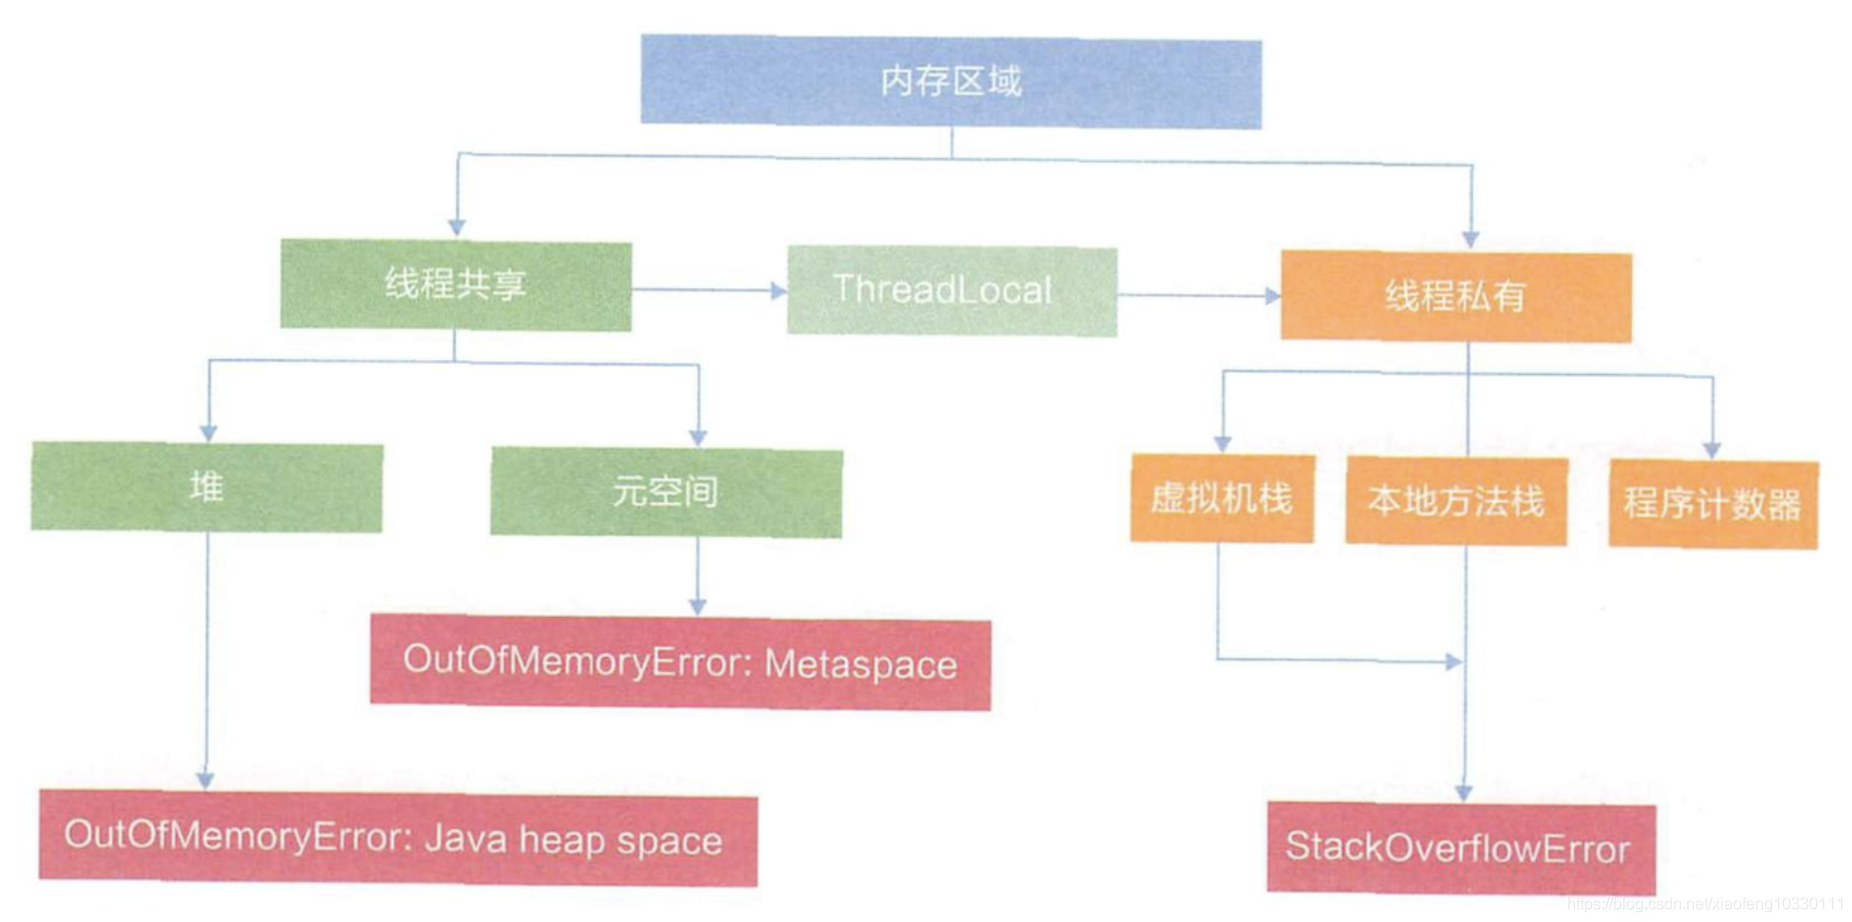 内存区域
线程共享
ThreadLocal
线程私有
堆
元空间
虚拟机栈
本地方法栈
程序计数器
OutOfMemoryError: Metaspace
OutOfMemoryError: Java heap space
StackOverflowError
https://blog.csdn.net/xiaofeng10330111